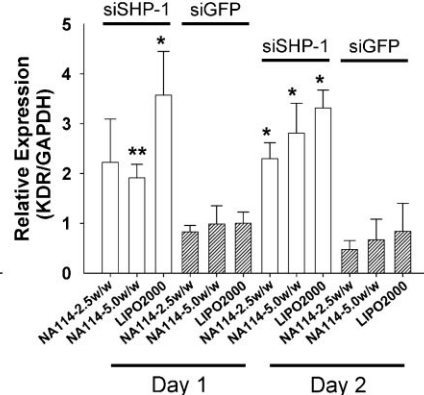 siSHP-1 siGFP
siSHP-1 siGFP
Relative Expression
(KDR/GAPDH)
5
4
3
2
1
0
* ** * * * *
NA114-2.5w/w
NA114-5.0w/w
LIPO2000
NA114-2.5w/w
NA114-5.0w/w
LIPO2000
NA114-2.5w/w
NA114-5.0w/w
LIPO2000
NA114-2.5w/w
NA114-5.0w/w
LIPO2000
Day 1 Day 2